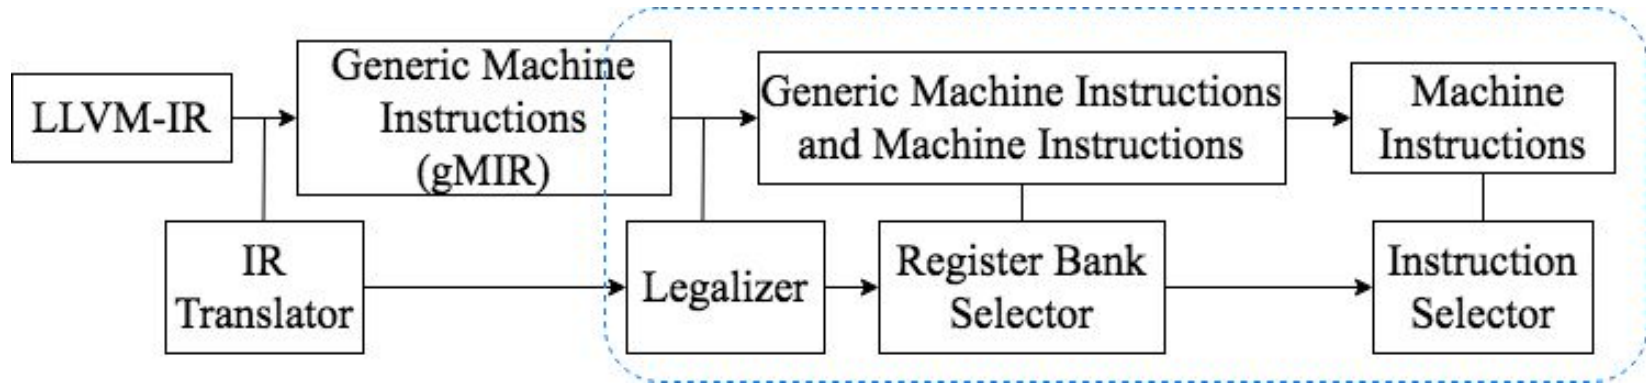 LLVM-IR
Generic Machine
Instructions
(gMIR)
Generic Machine Instructions
and Machine Instructions
Machine
Instructions
IR
Translator
Legalizer
Register Bank
Selector
Instruction
Selector